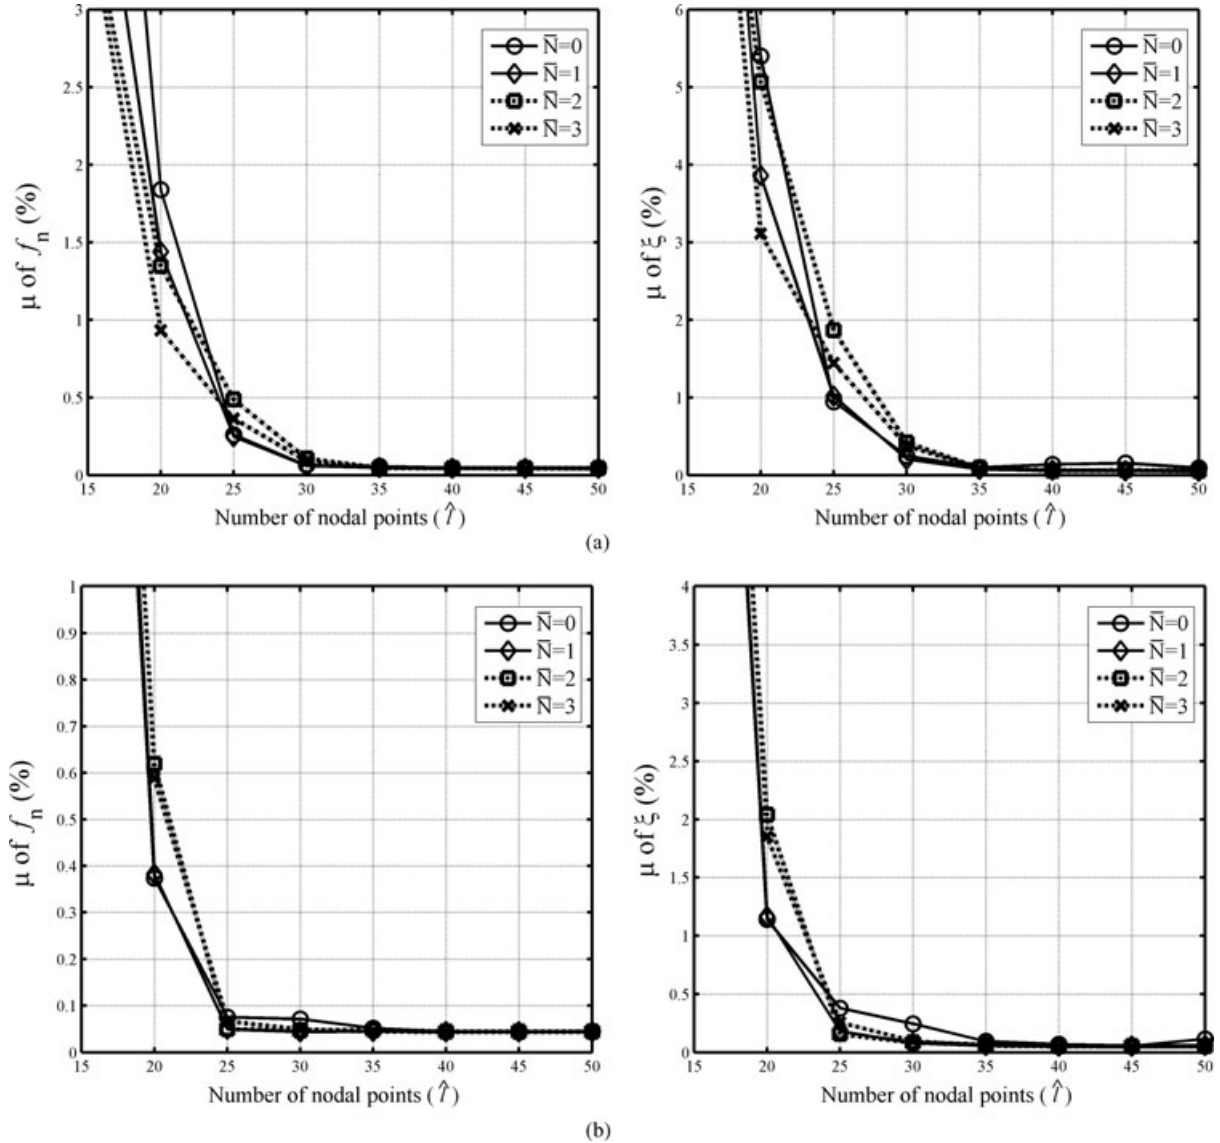 3
2.5
2
1.5
1
0.5
0
μ of fₙ (%)
N̄=0
N̄=1
N̄=2
N̄=3
15 20 25 30 35 40 45 50
Number of nodal points (Î)
6
5
4
3
2
1
0
μ of ξ (%)
N̄=0
N̄=1
N̄=2
N̄=3
15 20 25 30 35 40 45 50
Number of nodal points (Î)
(a)
1
0.9
0.8
0.7
0.6
0.5
0.4
0.3
0.2
0.1
0
μ of fₙ (%)
N̄=0
N̄=1
N̄=2
N̄=3
15 20 25 30 35 40 45 50
Number of nodal points (Î)
4
3.5
3
2.5
2
1.5
1
0.5
0
μ of ξ (%)
N̄=0
N̄=1
N̄=2
N̄=3
15 20 25 30 35 40 45 50
Number of nodal points (Î)
(b)